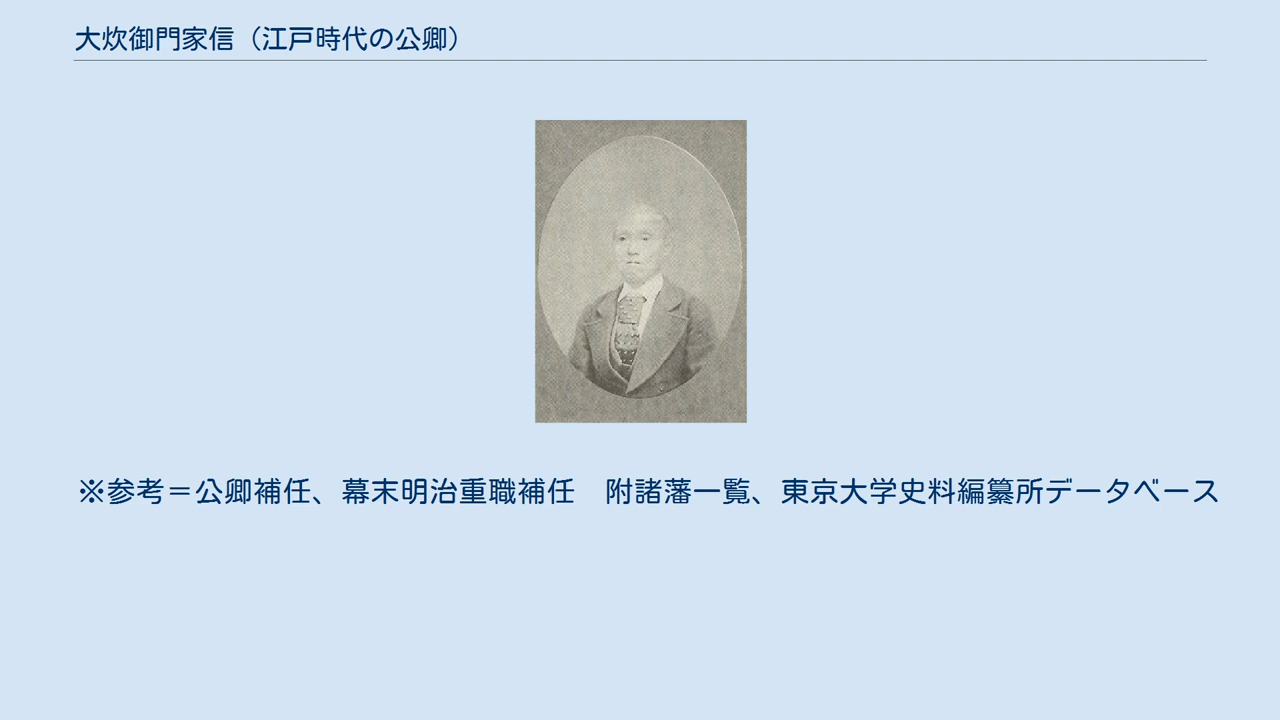 大炊御門家信（江戸時代の公卿）
※参考＝公卿補任、幕末明治重職補任　附諸藩一覧、東京大学史料編纂所データベース